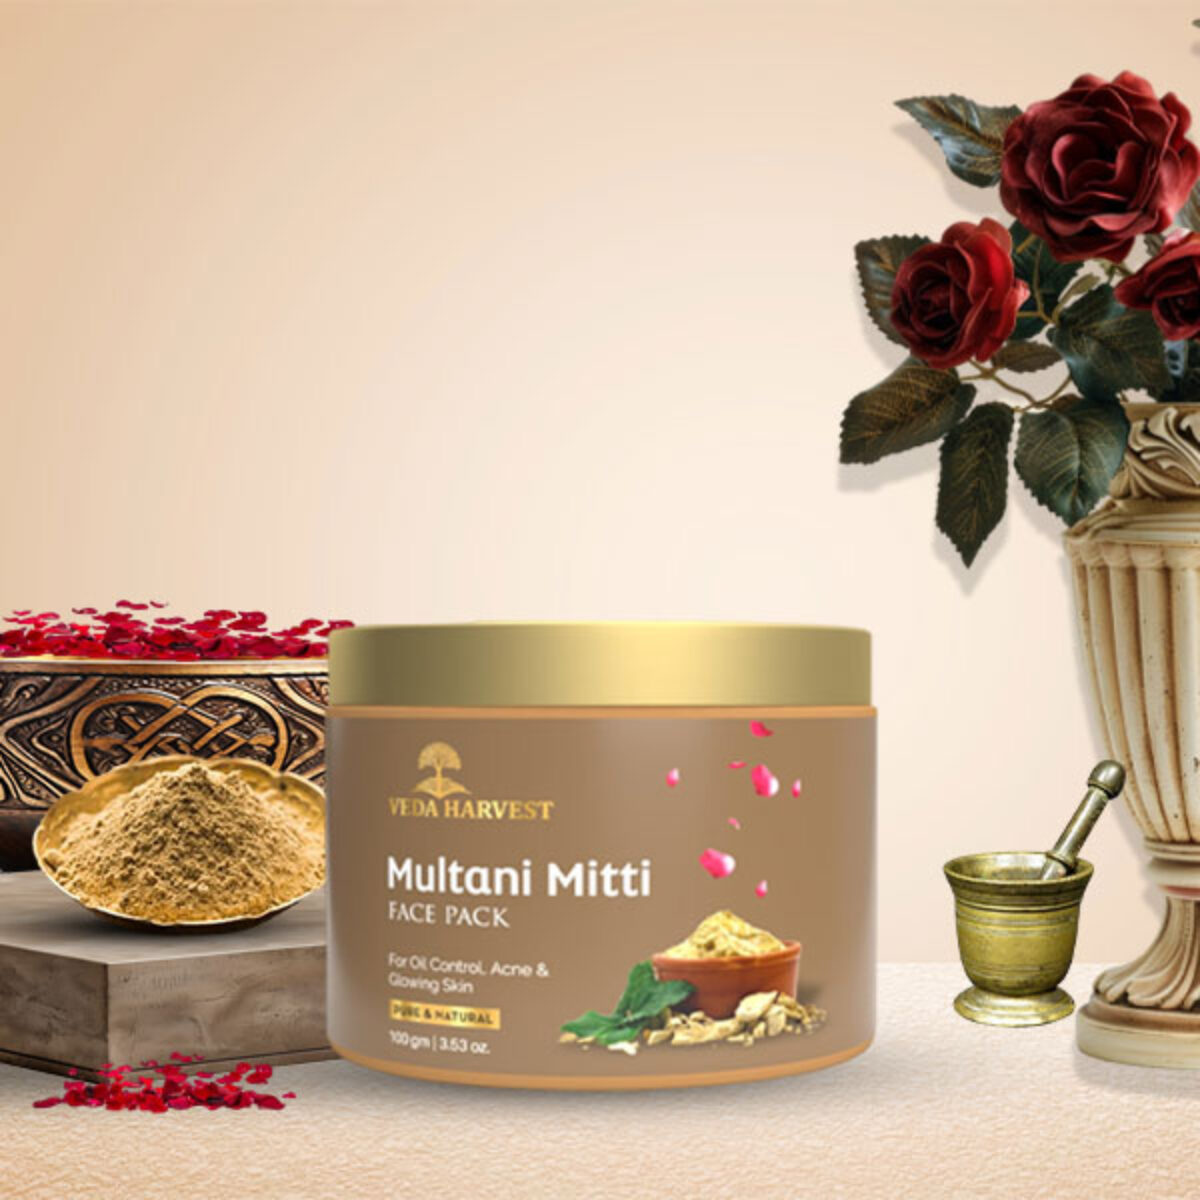 VEDA HARVEST
Multani Mitti
FACE PACK
For Oil Control, Acne &
Glowing Skin
PURE & NATURAL
100 gm | 3.53 oz.